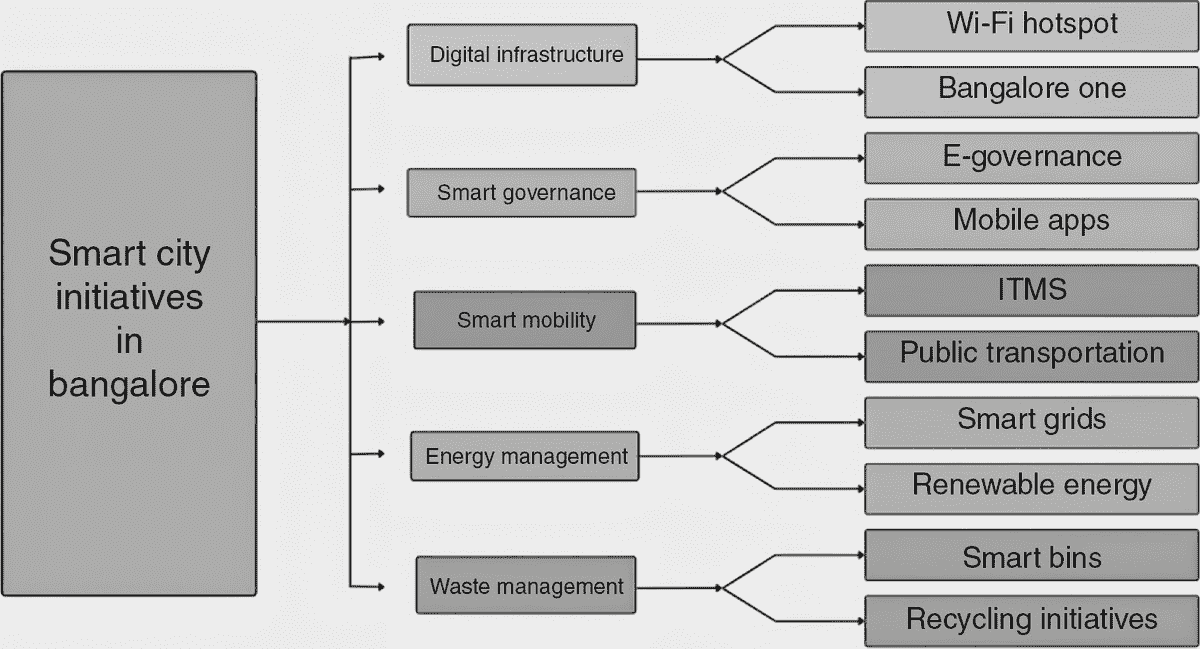 Smart city
initiatives
in
bangalore
Digital infrastructure
Wi-Fi hotspot
Bangalore one
Smart governance
E-governance
Mobile apps
Smart mobility
ITMS
Public transportation
Energy management
Smart grids
Renewable energy
Waste management
Smart bins
Recycling initiatives